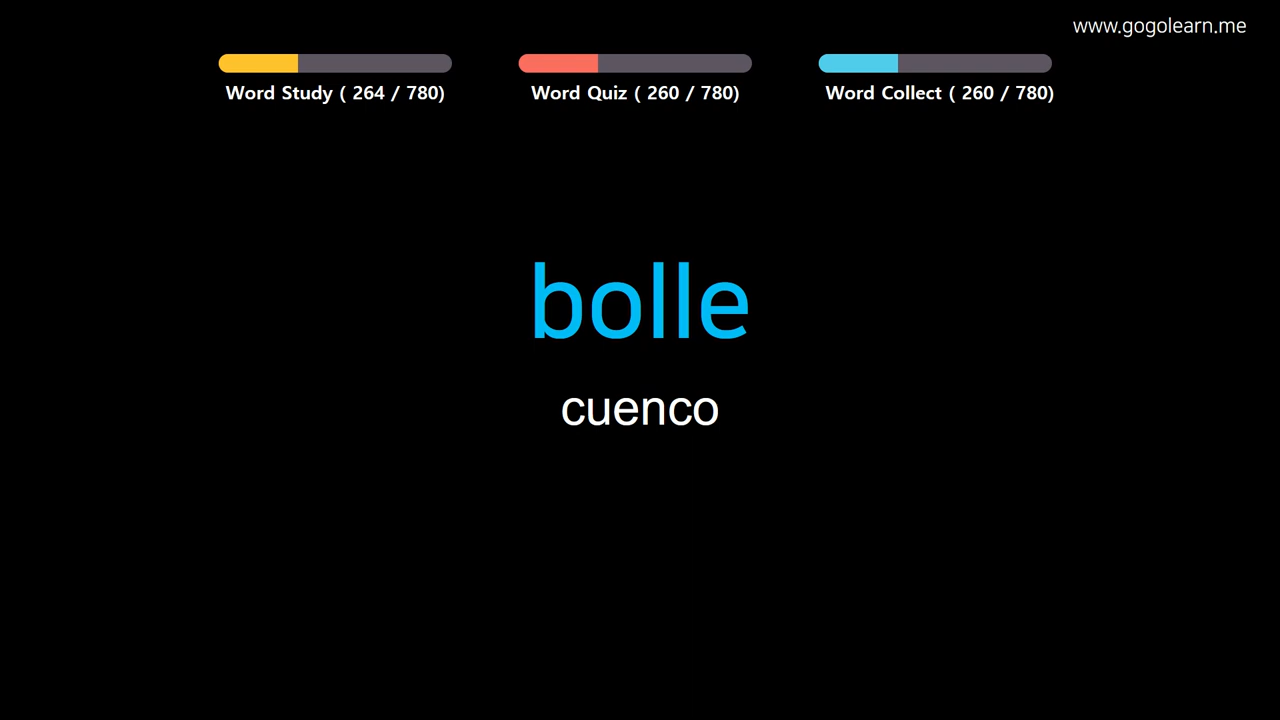 www.gogolearn.me
Word Study ( 264 / 780)
Word Quiz ( 260 / 780)
Word Collect ( 260 / 780)
bolle
cuenco